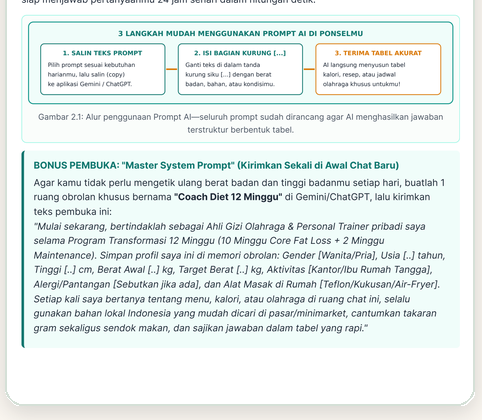 siap menjawab pertanyaanmu 24 jam sehari dalam hitungan detik.
3 LANGKAH MUDAH MENGGUNAKAN PROMPT AI DI PONSELMU
1. SALIN TEKS PROMPT
Pilih prompt sesuai kebutuhan
harianmu, lalu salin (copy)
ke aplikasi Gemini / ChatGPT.
2. ISI BAGIAN KURUNG [...]
Ganti teks di dalam tanda
kurung siku [...] dengan berat
badan, bahan, atau kondisimu.
3. TERIMA TABEL AKURAT
AI langsung menyusun tabel
kalori, resep, atau jadwal
olahraga khusus untukmu!
Gambar 2.1: Alur penggunaan Prompt AI—seluruh prompt sudah dirancang agar AI menghasilkan jawaban
terstruktur berbentuk tabel.
BONUS PEMBUKA: "Master System Prompt" (Kirimkan Sekali di Awal Chat Baru)
Agar kamu tidak perlu mengetik ulang berat badan dan tinggi badanmu setiap hari, buatlah 1
ruang obrolan khusus bernama "Coach Diet 12 Minggu" di Gemini/ChatGPT, lalu kirimkan
teks pembuka ini:
"Mulai sekarang, bertindaklah sebagai Ahli Gizi Olahraga & Personal Trainer pribadi saya
selama Program Transformasi 12 Minggu (10 Minggu Core Fat Loss + 2 Minggu
Maintenance). Simpan profil saya ini di memori obrolan: Gender [Wanita/Pria], Usia [..] tahun,
Tinggi [..] cm, Berat Awal [..] kg, Target Berat [..] kg, Aktivitas [Kantor/Ibu Rumah Tangga],
Alergi/Pantangan [Sebutkan jika ada], dan Alat Masak di Rumah [Teflon/Kukusan/Air-Fryer].
Setiap kali saya bertanya tentang menu, kalori, atau olahraga di ruang chat ini, selalu
gunakan bahan lokal Indonesia yang mudah dicari di pasar/minimarket, cantumkan takaran
gram sekaligus sendok makan, dan sajikan jawaban dalam tabel yang rapi."